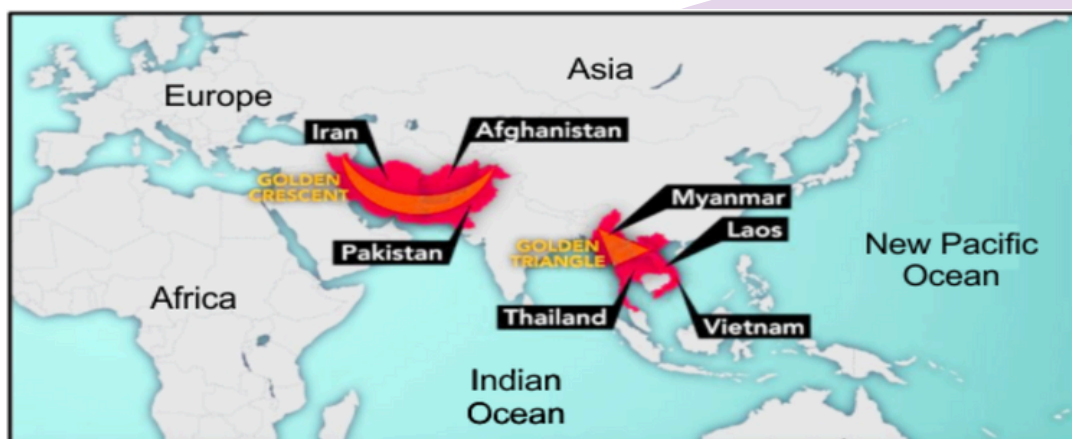 Asia
Europe
Iran
Afghanistan
GOLDEN
CRESCENT
Pakistan
Myanmar
Laos
GOLDEN
TRIANGLE
Thailand
Vietnam
Africa
New Pacific
Ocean
Indian
Ocean